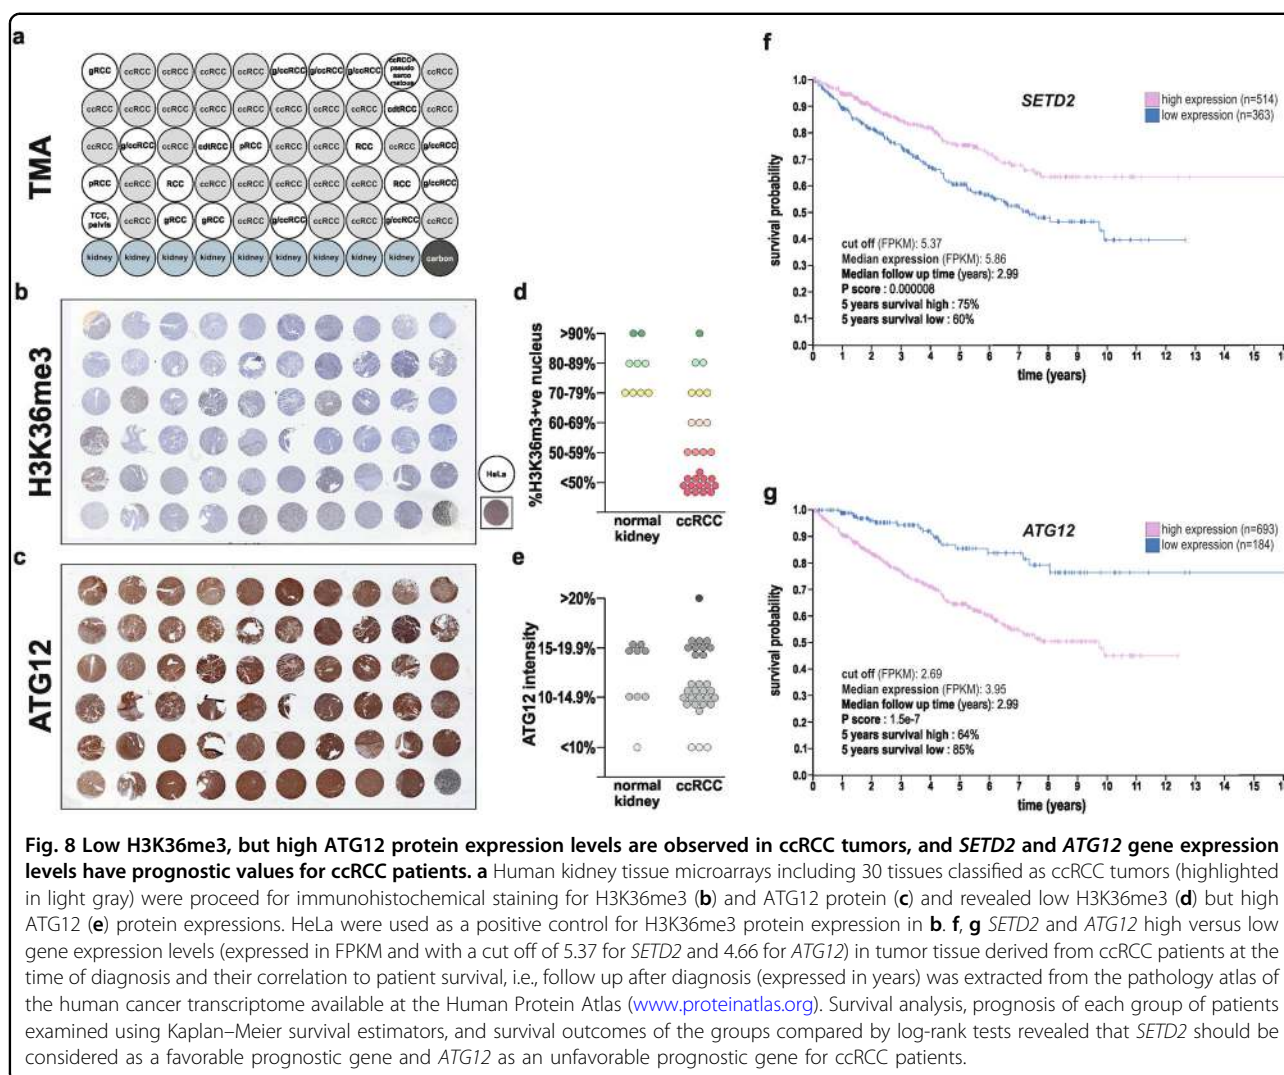 a
TMA
gRCC ccRCC ccRCC ccRCC ccRCC g/ccRCC g/ccRCC g/ccRCC ccRCC+ pseudo sarco matous ccRCC
ccRCC ccRCC ccRCC ccRCC ccRCC ccRCC ccRCC ccRCC cdtRCC ccRCC
ccRCC g/ccRCC ccRCC cdtRCC pRCC ccRCC ccRCC RCC ccRCC g/ccRCC
pRCC ccRCC RCC ccRCC ccRCC ccRCC ccRCC ccRCC RCC g/ccRCC
TCC, pelvis ccRCC gRCC gRCC ccRCC g/ccRCC ccRCC ccRCC g/ccRCC ccRCC
kidney kidney kidney kidney kidney kidney kidney kidney kidney carbon
b
H3K36me3
HeLa
c
ATG12
d
%H3K36m3+ve nucleus
>90%
80-89%
70-79%
60-69%
50-59%
<50%
normal kidney
ccRCC
e
ATG12 intensity
>20%
15-19.9%
10-14.9%
<10%
normal kidney
ccRCC
f
SETD2
high expression (n=514)
low expression (n=363)
survival probability
1.0
0.9
0.8
0.7
0.6
0.5
0.4
0.3
0.2
0.1
0.0
cut off (FPKM): 5.37
Median expression (FPKM): 5.86
Median follow up time (years): 2.99
P score : 0.000008
5 years survival high : 75%
5 years survival low : 60%
0 1 2 3 4 5 6 7 8 9 10 11 12 13 14 15 16
time (years)
g
ATG12
high expression (n=693)
low expression (n=184)
survival probability
1.0
0.9
0.8
0.7
0.6
0.5
0.4
0.3
0.2
0.1
0.0
cut off (FPKM): 2.69
Median expression (FPKM): 3.95
Median follow up time (years): 2.99
P score : 1.5e-7
5 years survival high : 64%
5 years survival low : 85%
0 1 2 3 4 5 6 7 8 9 10 11 12 13 14 15 16
time (years)
Fig. 8 Low H3K36me3, but high ATG12 protein expression levels are observed in ccRCC tumors, and SETD2 and ATG12 gene expression
levels have prognostic values for ccRCC patients. a Human kidney tissue microarrays including 30 tissues classified as ccRCC tumors (highlighted
in light gray) were proceed for immunohistochemical staining for H3K36me3 (b) and ATG12 protein (c) and revealed low H3K36me3 (d) but high
ATG12 (e) protein expressions. HeLa were used as a positive control for H3K36me3 protein expression in b. f, g SETD2 and ATG12 high versus low
gene expression levels (expressed in FPKM and with a cut off of 5.37 for SETD2 and 4.66 for ATG12) in tumor tissue derived from ccRCC patients at the
time of diagnosis and their correlation to patient survival, i.e., follow up after diagnosis (expressed in years) was extracted from the pathology atlas of
the human cancer transcriptome available at the Human Protein Atlas (www.proteinatlas.org). Survival analysis, prognosis of each group of patients
examined using Kaplan–Meier survival estimators, and survival outcomes of the groups compared by log-rank tests revealed that SETD2 should be
considered as a favorable prognostic gene and ATG12 as an unfavorable prognostic gene for ccRCC patients.